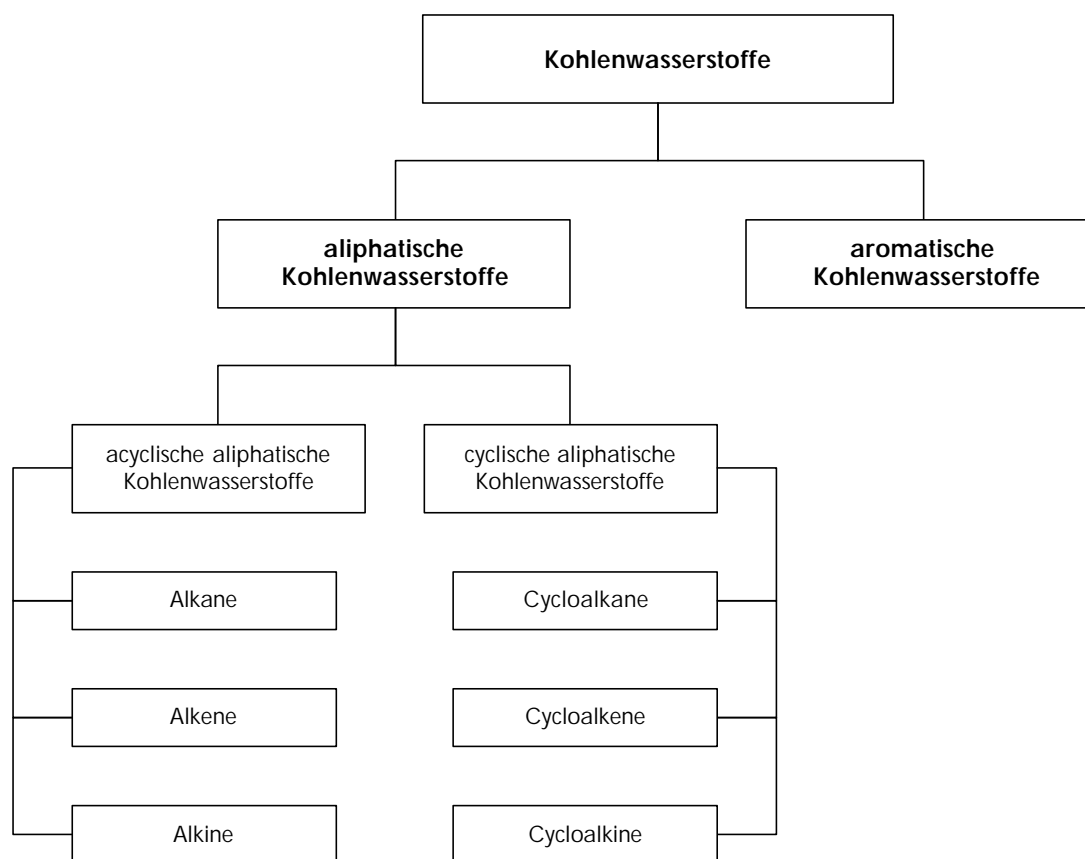 Kohlenwasserstoffe
aliphatische
Kohlenwasserstoffe
aromatische
Kohlenwasserstoffe
acyclische aliphatische
Kohlenwasserstoffe
cyclische aliphatische
Kohlenwasserstoffe
Alkane
Cycloalkane
Alkene
Cycloalkene
Alkine
Cycloalkine